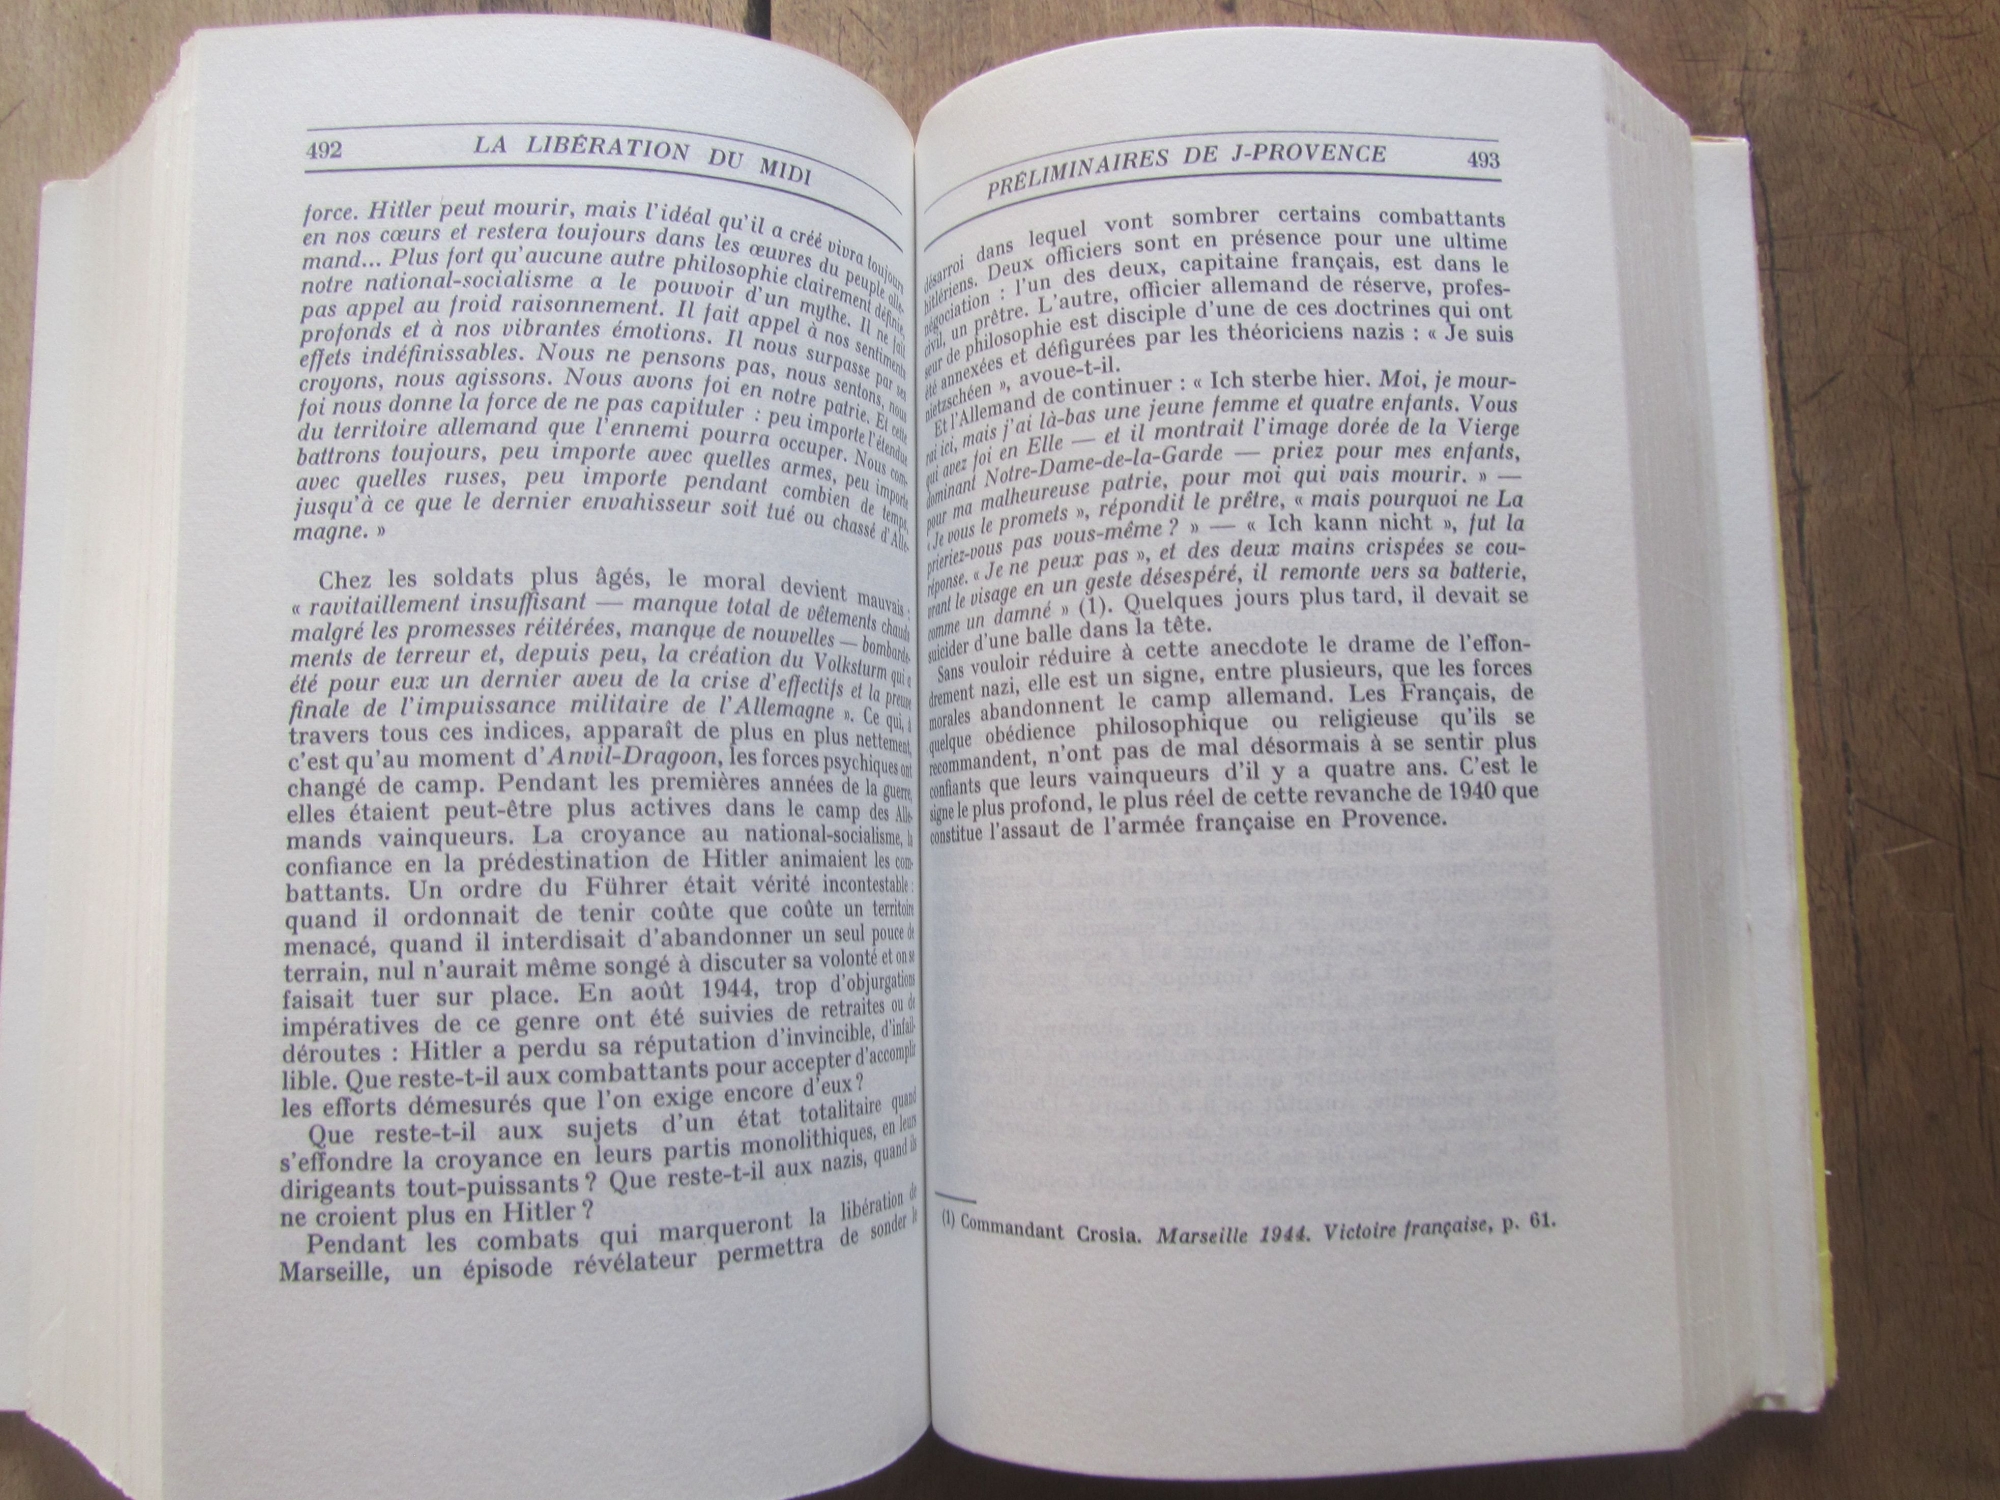 492 LA LIBÉRATION DU MIDI
force. Hitler peut mourir, mais l'idéal qu'il a créé vivra toujours
en nos cœurs et restera toujours dans les œuvres du peuple alle-
mand... Plus fort qu'aucune autre philosophie clairement définie,
notre national-socialisme a le pouvoir d'un mythe. Il ne fait
pas appel au froid raisonnement. Il fait appel à nos sentiments
profonds et à nos vibrantes émotions. Il nous surpasse par ses
effets indéfinissables. Nous ne pensons pas, nous sentons, nous
croyons, nous agissons. Nous avons foi en notre patrie. Et cette
foi nous donne la force de ne pas capituler : peu importe l'étendue
du territoire allemand que l'ennemi pourra occuper. Nous com-
battrons toujours, peu importe avec quelles armes, peu importe
avec quelles ruses, peu importe pendant combien de temps,
jusqu'à ce que le dernier envahisseur soit tué ou chassé d'Alle-
magne. »
Chez les soldats plus âgés, le moral devient mauvais :
« ravitaillement insuffisant — manque total de vêtements chauds
malgré les promesses réitérées, manque de nouvelles — bombarde-
ments de terreur et, depuis peu, la création du Volksturm qui a
été pour eux un dernier aveu de la crise d'effectifs et la preuve
finale de l'impuissance militaire de l'Allemagne ». Ce qui, à
travers tous ces indices, apparaît de plus en plus nettement,
c'est qu'au moment d'Anvil-Dragoon, les forces psychiques ont
changé de camp. Pendant les premières années de la guerre,
elles étaient peut-être plus actives dans le camp des Alle-
mands vainqueurs. La croyance au national-socialisme, la
confiance en la prédestination de Hitler animaient les com-
battants. Un ordre du Führer était vérité incontestable :
quand il ordonnait de tenir coûte que coûte un territoire
menacé, quand il interdisait d'abandonner un seul pouce de
terrain, nul n'aurait même songé à discuter sa volonté et on se
faisait tuer sur place. En août 1944, trop d'objurgations
impératives de ce genre ont été suivies de retraites ou de
déroutes : Hitler a perdu sa réputation d'invincible, d'infail-
lible. Que reste-t-il aux combattants pour accepter d'accomplir
les efforts démesurés que l'on exige encore d'eux ?
Que reste-t-il aux sujets d'un état totalitaire quand
s'effondre la croyance en leurs partis monolithiques, en leurs
dirigeants tout-puissants ? Que reste-t-il aux nazis, quand ils
ne croient plus en Hitler ?
Pendant les combats qui marqueront la libération de
Marseille, un épisode révélateur permettra de sonder le
PRÉLIMINAIRES DE J-PROVENCE 493
désarroi dans lequel vont sombrer certains combattants
hitlériens. Deux officiers sont en présence pour une ultime
négociation : l'un des deux, capitaine français, est dans le
civil, un prêtre. L'autre, officier allemand de réserve, profes-
seur de philosophie est disciple d'une de ces doctrines qui ont
été annexées et défigurées par les théoriciens nazis : « Je suis
nietzschéen », avoue-t-il.
Et l'Allemand de continuer : « Ich sterbe hier. Moi, je mour-
rai ici, mais j'ai là-bas une jeune femme et quatre enfants. Vous
qui avez foi en Elle — et il montrait l'image dorée de la Vierge
dominant Notre-Dame-de-la-Garde — priez pour mes enfants,
pour ma malheureuse patrie, pour moi qui vais mourir. » —
« Je vous le promets », répondit le prêtre, « mais pourquoi ne La
prieriez-vous pas vous-même ? » — « Ich kann nicht », fut la
réponse. « Je ne peux pas », et des deux mains crispées se cou-
vrant le visage en un geste désespéré, il remonte vers sa batterie,
comme un damné » (1). Quelques jours plus tard, il devait se
suicider d'une balle dans la tête.
Sans vouloir réduire à cette anecdote le drame de l'effon-
drement nazi, elle est un signe, entre plusieurs, que les forces
morales abandonnent le camp allemand. Les Français, de
quelque obédience philosophique ou religieuse qu'ils se
recommandent, n'ont pas de mal désormais à se sentir plus
confiants que leurs vainqueurs d'il y a quatre ans. C'est le
signe le plus profond, le plus réel de cette revanche de 1940 que
constitue l'assaut de l'armée française en Provence.
(1) Commandant Crosia. Marseille 1944. Victoire française, p. 61.